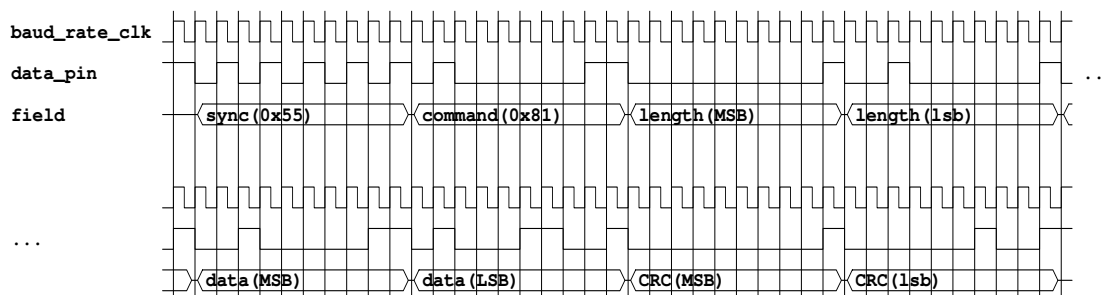 baud_rate_clk
data_pin ..
field sync(0x55) command(0x81) length(MSB) length(lsb)
...
data(MSB) data(LSB) CRC(MSB) CRC(lsb)